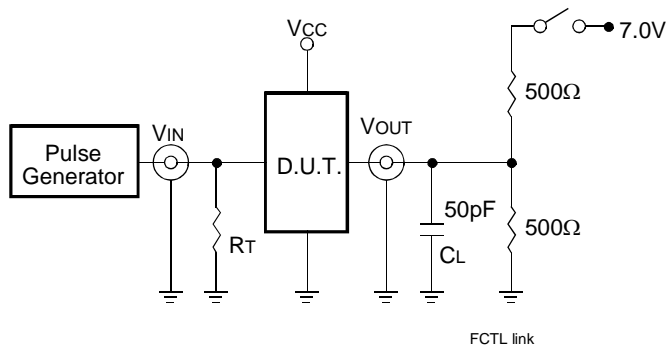 VCC
7.0V
500Ω
VIN
VOUT
Pulse
Generator
D.U.T.
50pF
500Ω
RT
CL
FCTL link